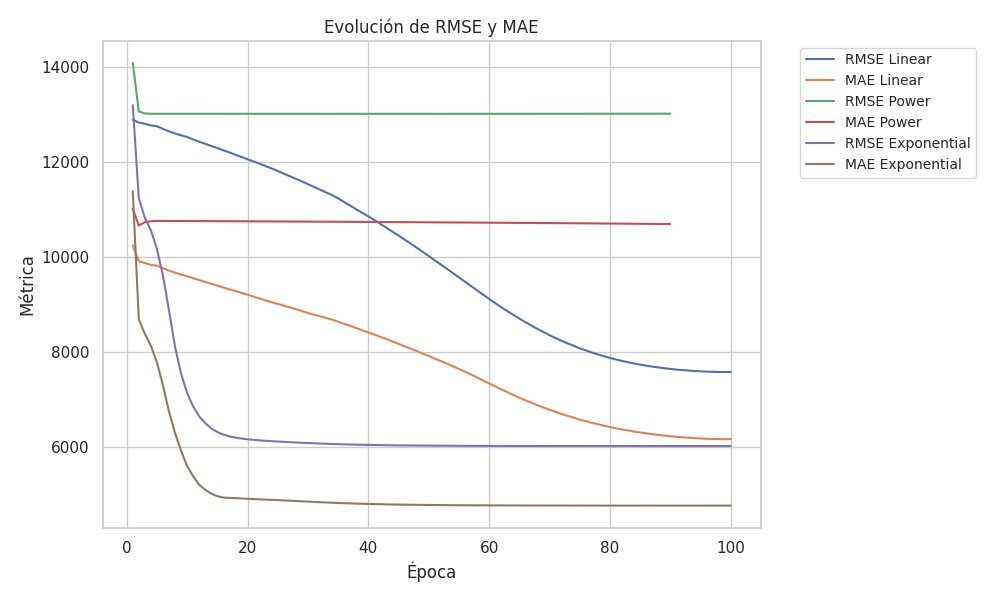 Evolución de RMSE y MAE
Métrica
14000
12000
10000
8000
6000
0
20
40
60
80
100
Época
RMSE Linear
MAE Linear
RMSE Power
MAE Power
RMSE Exponential
MAE Exponential